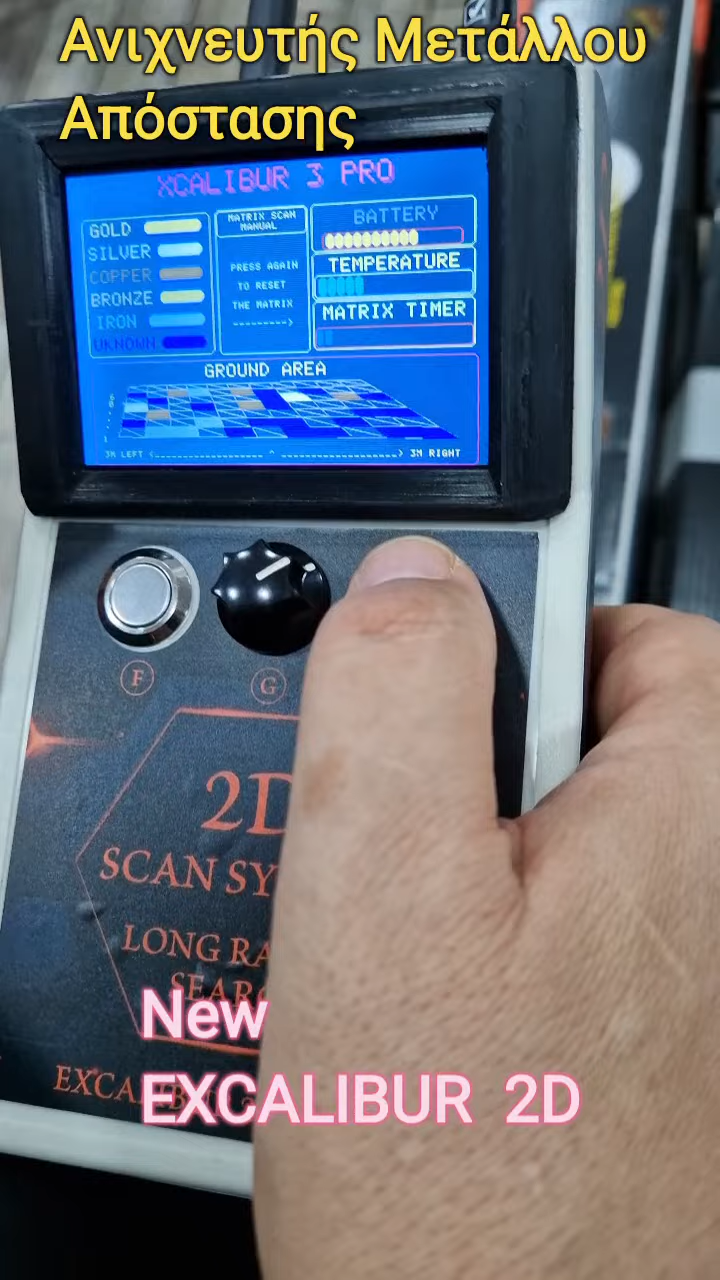 Ανιχνευτής Μετάλλου
Απόστασης
XCALIBUR 3 PRO
GOLD
SILVER
COPPER
BRONZE
IRON
UKNOWN
MATRIX SCAN
MANUAL
PRESS AGAIN
TO RESET
THE MATRIX
-------->
BATTERY
TEMPERATURE
MATRIX TIMER
GROUND AREA
3M LEFT
3M RIGHT
F
G
2D
SCAN SY
LONG RA
SEAR
New
EXCALIBUR 2D